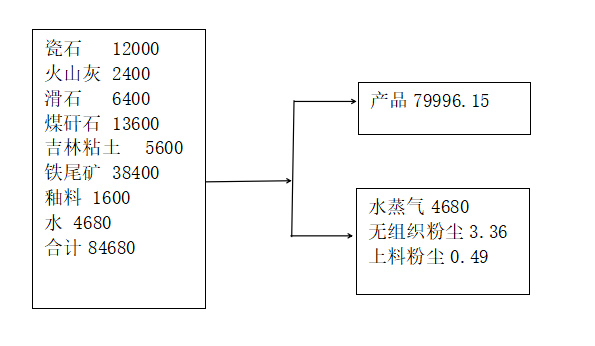 瓷石 12000
火山灰 2400
滑石 6400
煤矸石 13600
吉林粘土 5600
铁尾矿 38400
釉料 1600
水 4680
合计 84680
产品 79996.15
水蒸气 4680
无组织粉尘 3.36
上料粉尘 0.49